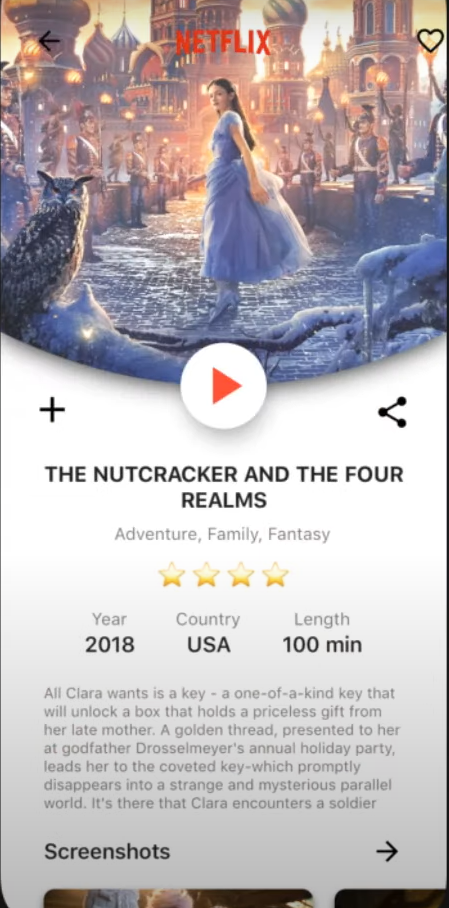 NETFLIX
THE NUTCRACKER AND THE FOUR
REALMS
Adventure, Family, Fantasy
Year Country Length
2018 USA 100 min
All Clara wants is a key - a one-of-a-kind key that
will unlock a box that holds a priceless gift from
her late mother. A golden thread, presented to her
at godfather Drosselmeyer's annual holiday party,
leads her to the coveted key-which promptly
disappears into a strange and mysterious parallel
world. It's there that Clara encounters a soldier
Screenshots